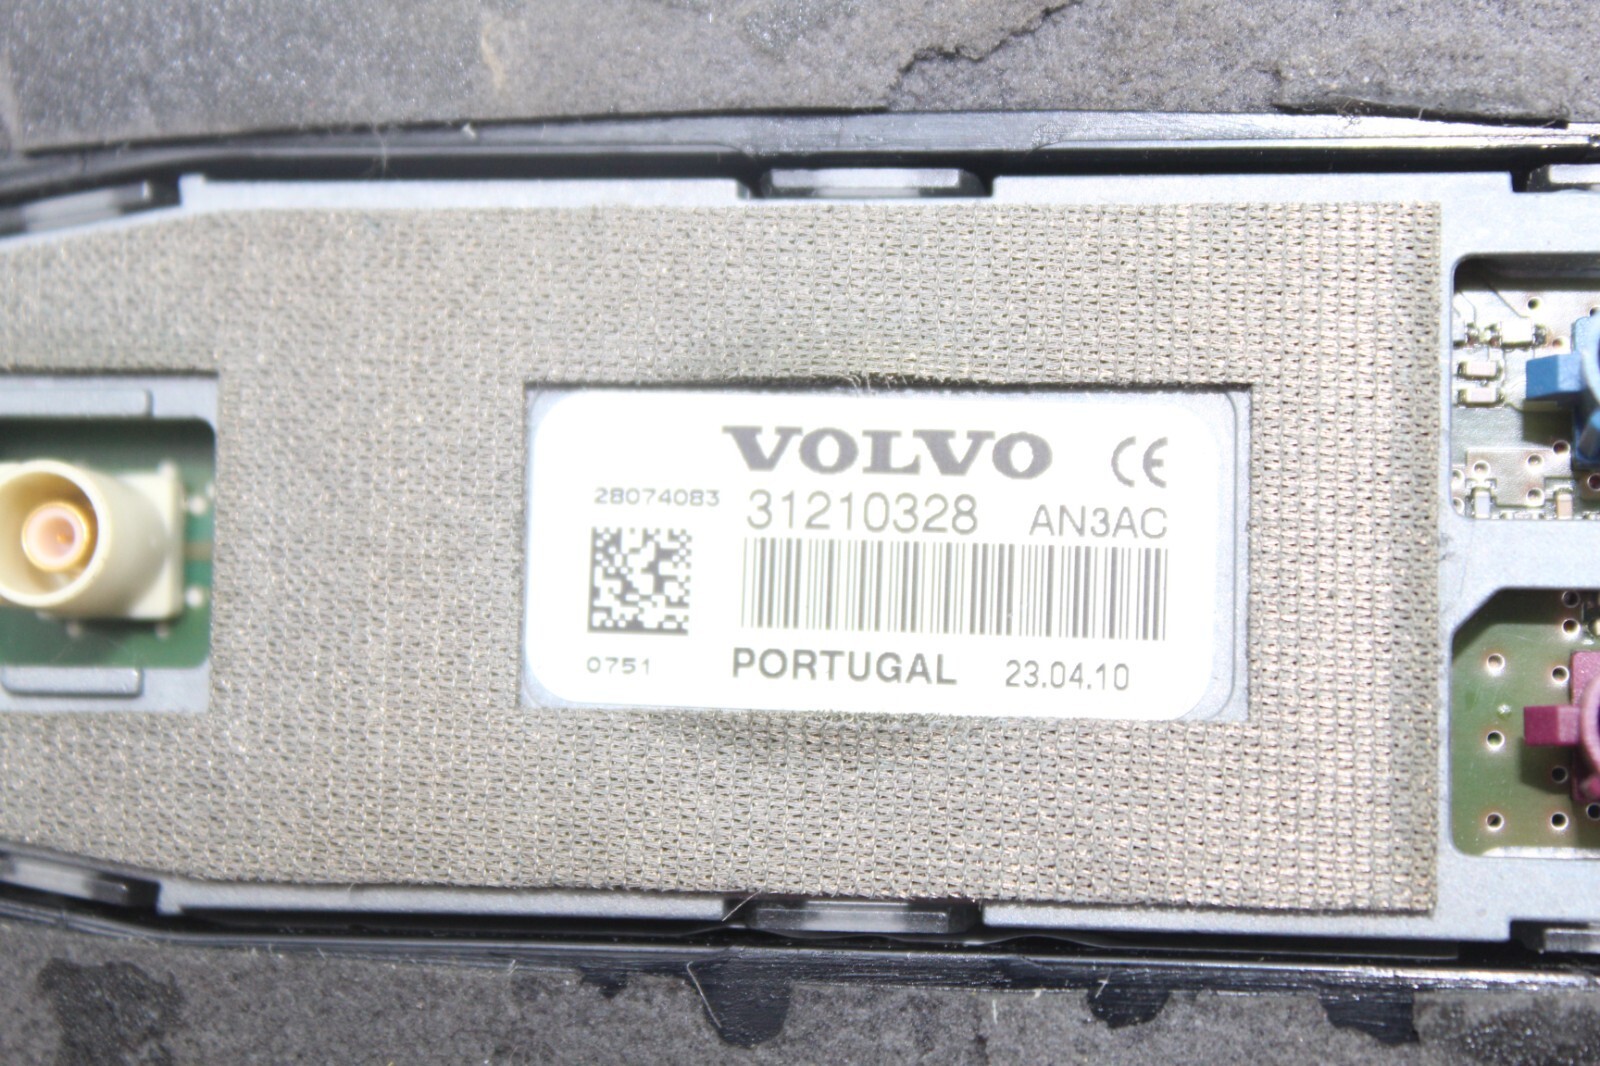 VOLVO CE
28074083 31210328 AN3AC
0751 PORTUGAL 23.04.10